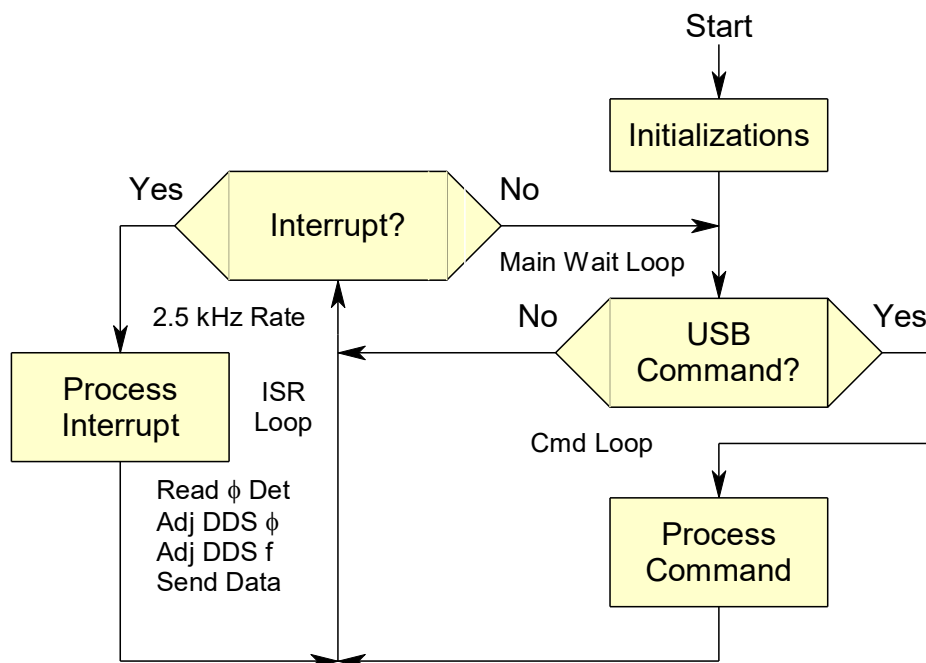 Start
Initializations
Yes
Interrupt?
No
Main Wait Loop
2.5 kHz Rate
No
USB
Command?
Yes
Process
Interrupt
ISR
Loop
Cmd Loop
Read ϕ Det
Adj DDS ϕ
Adj DDS f
Send Data
Process
Command